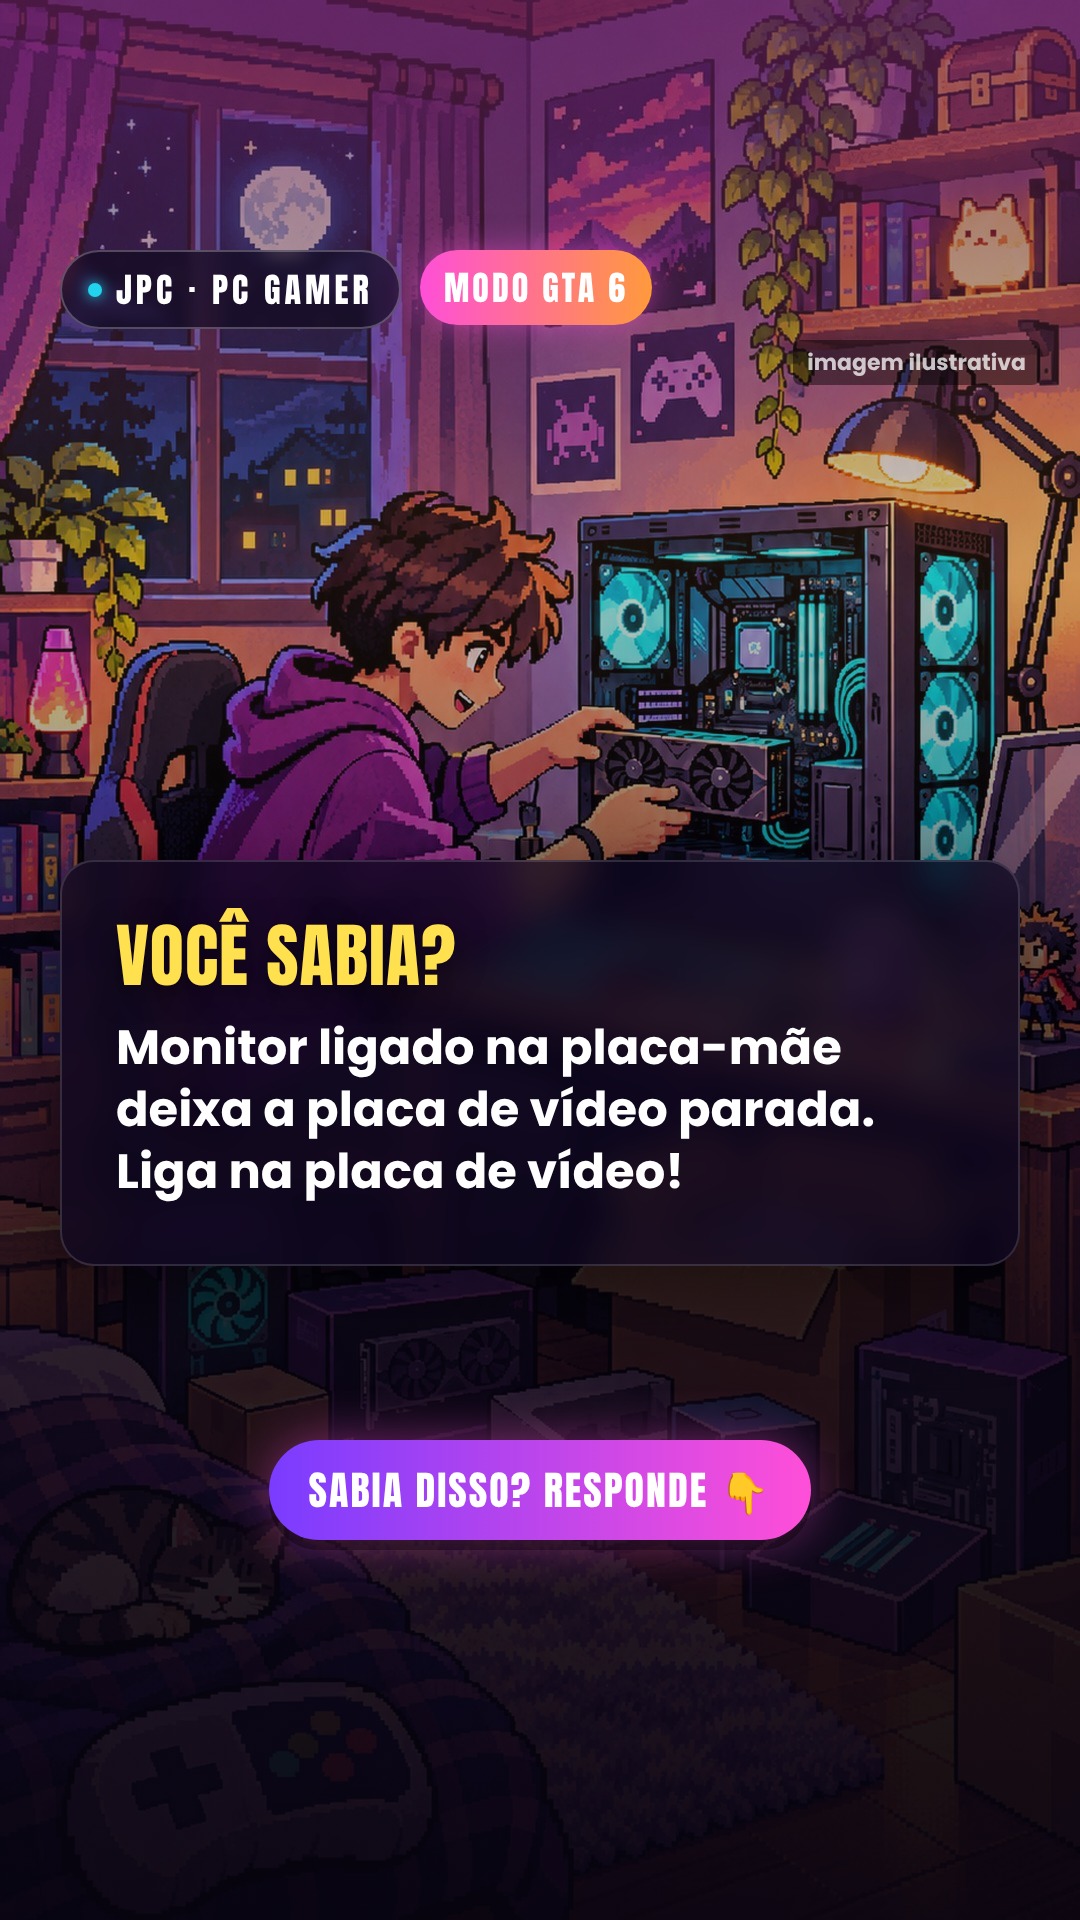 JPC · PC GAMER
MODO GTA 6
imagem ilustrativa
VOCÊ SABIA?
Monitor ligado na placa-mãe
deixa a placa de vídeo parada.
Liga na placa de vídeo!
SABIA DISSO? RESPONDE 👇